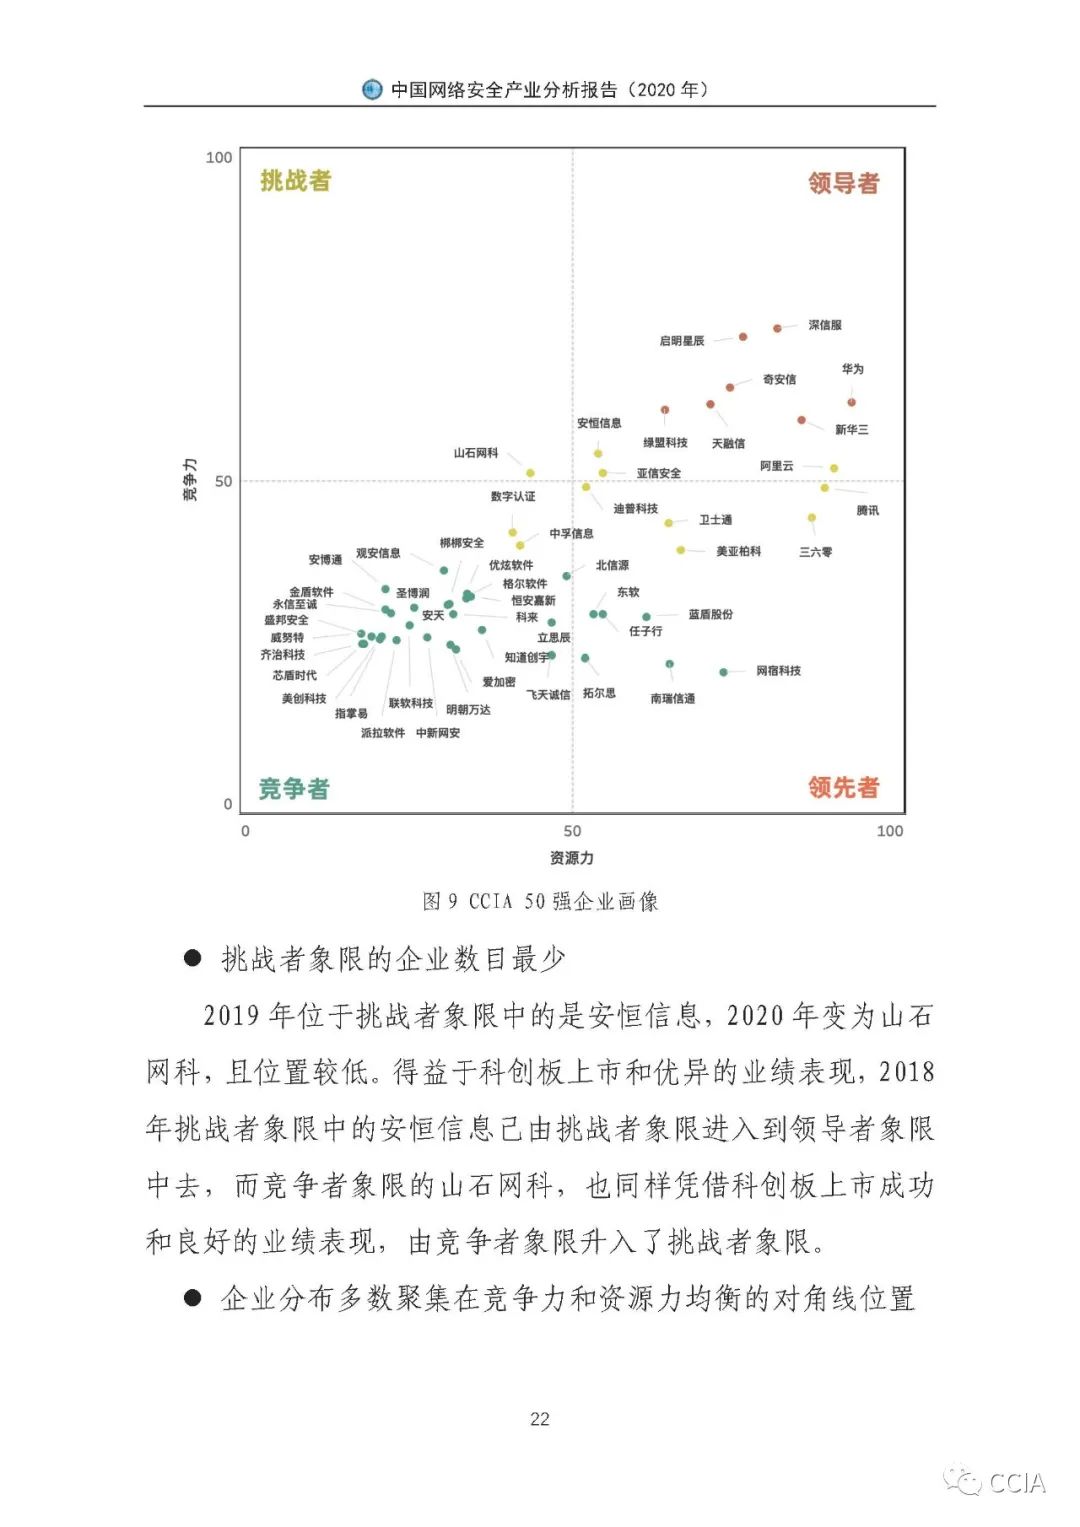 中国网络安全产业分析报告（2020 年）
100
挑战者
领导者
深信服
启明星辰
华为
奇安信
安恒信息
绿盟科技
天融信
新华三
山石网科
亚信安全
阿里云
竞争力
50
数字认证
迪普科技
腾讯
中孚信息
卫士通
三六零
梆梆安全
观安信息
安博通
优炫软件
北信源
美亚柏科
金盾软件
圣博润
格尔软件
东软
永信至诚
安天
恒安嘉新
盛邦安全
科来
蓝盾股份
威努特
立思辰
任子行
齐治科技
知道创宇
网宿科技
芯盾时代
爱加密
飞天诚信
拓尔思
南瑞信通
美创科技
联软科技
明朝万达
指掌易
派拉软件
中新网安
竞争者
领先者
0
0
50
100
资源力
图 9 CCIA 50 强企业画像
● 挑战者象限的企业数目最少
2019 年位于挑战者象限中的是安恒信息，2020 年变为山石
网科，且位置较低。得益于科创板上市和优异的业绩表现，2018
年挑战者象限中的安恒信息己由挑战者象限进入到领导者象限
中去，而竞争者象限的山石网科，也同样凭借科创板上市成功
和良好的业绩表现，由竞争者象限升入了挑战者象限。
● 企业分布多数聚集在竞争力和资源力均衡的对角线位置
22
CCIA